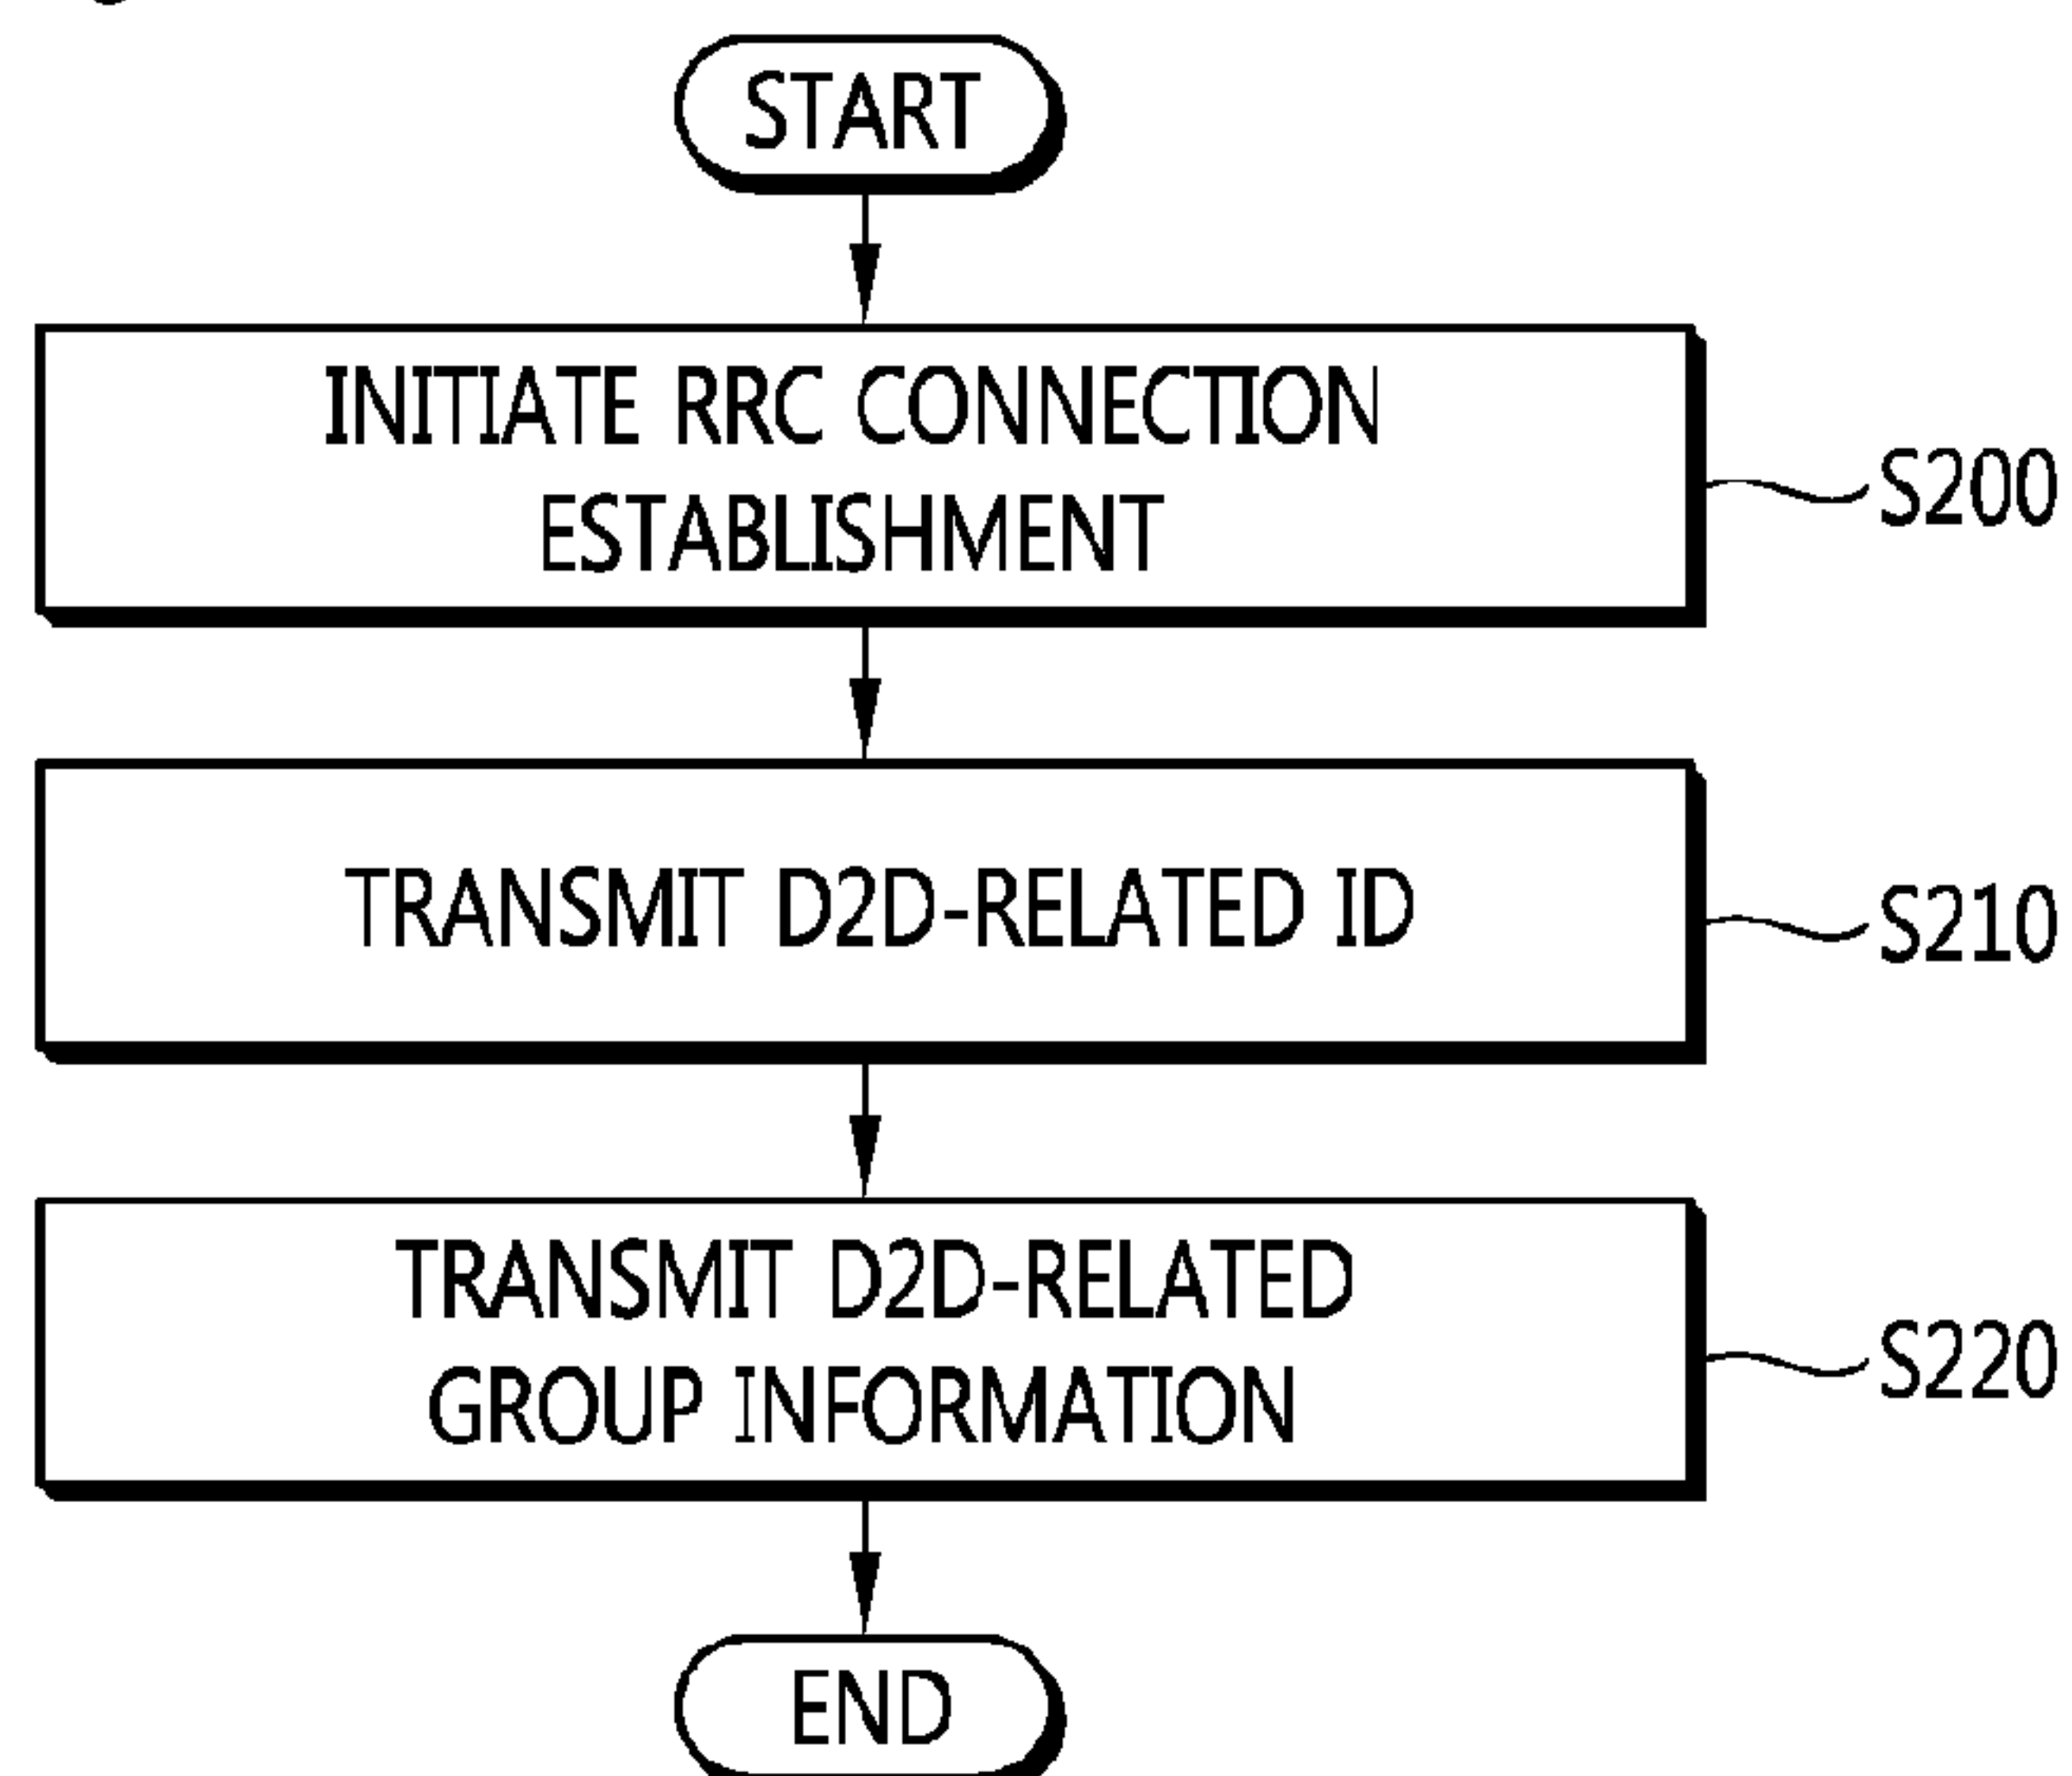 START
INITIATE RRC CONNECTION
ESTABLISHMENT
S200
TRANSMIT D2D-RELATED ID
S210
TRANSMIT D2D-RELATED
GROUP INFORMATION
S220
END